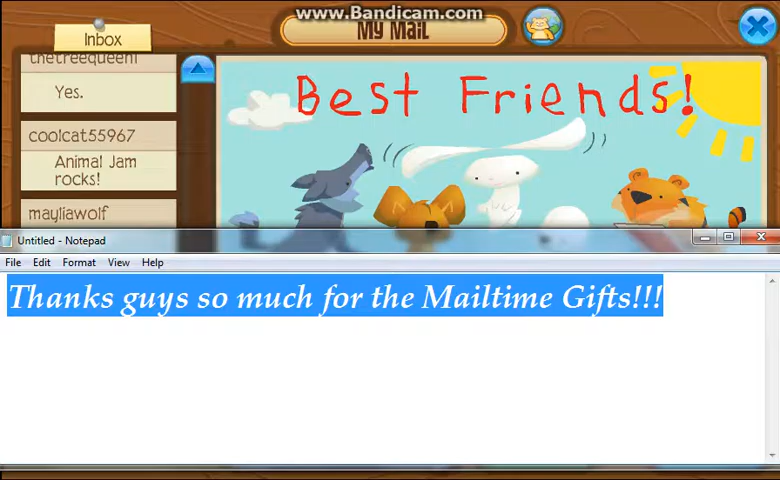 www.Bandicam.com
My Mail
Inbox
thetreequeen1
Yes.
coolcat55967
Animal Jam
rocks!
mayliawolf
Best Friends!
Untitled - Notepad
File Edit Format View Help
Thanks guys so much for the Mailtime Gifts!!!